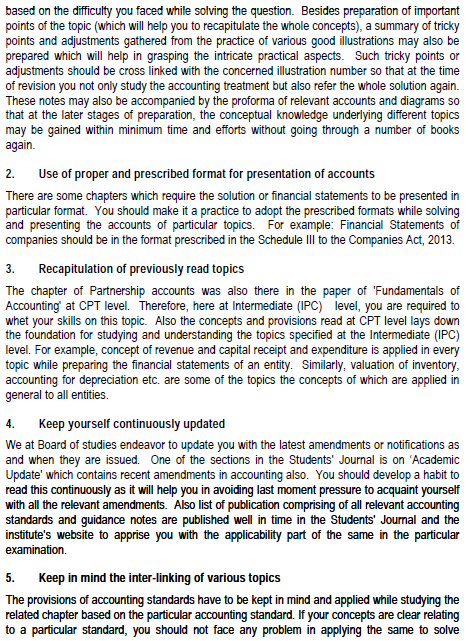 based on the difficulty you faced while solving the question. Besides preparation of important
points of the topic (which will help you to recapitulate the whole concepts), a summary of tricky
points and adjustments gathered from the practice of various good illustrations may also be
prepared which will help in grasping the intricate practical aspects. Such tricky points or
adjustments should be cross linked with the concerned illustration number so that at the time
of revision you not only study the accounting treatment but also refer the whole solution again.
These notes may also be accompanied by the proforma of relevant accounts and diagrams so
that at the later stages of preparation, the conceptual knowledge underlying different topics
may be gained within minimum time and efforts without going through a number of books
again.
2. Use of proper and prescribed format for presentation of accounts
There are some chapters which require the solution or financial statements to be presented in
particular format. You should make it a practice to adopt the prescribed formats while solving
and presenting the accounts of particular topics. For example: Financial Statements of
companies should be in the format prescribed in the Schedule III to the Companies Act, 2013.
3. Recapitulation of previously read topics
The chapter of Partnership accounts was also there in the paper of 'Fundamentals of
Accounting' at CPT level. Therefore, here at Intermediate (IPC) level, you are required to
whet your skills on this topic. Also the concepts and provisions read at CPT level lays down
the foundation for studying and understanding the topics specified at the Intermediate (IPC)
level. For example, concept of revenue and capital receipt and expenditure is applied in every
topic while preparing the financial statements of an entity. Similarly, valuation of inventory,
accounting for depreciation etc. are some of the topics the concepts of which are applied in
general to all entities.
4. Keep yourself continuously updated
We at Board of studies endeavor to update you with the latest amendments or notifications as
and when they are issued. One of the sections in the Students' Journal is on 'Academic
Update' which contains recent amendments in accounting also. You should develop a habit to
read this continuously as it will help you in avoiding last moment pressure to acquaint yourself
with all the relevant amendments. Also list of publication comprising of all relevant accounting
standards and guidance notes are published well in time in the Students' Journal and the
institute's website to apprise you with the applicability part of the same in the particular
examination.
5. Keep in mind the inter-linking of various topics
The provisions of accounting standards have to be kept in mind and applied while studying the
related chapter based on the particular accounting standard. If your concepts are clear relating
to a particular standard, you should not face any problem in applying the same to solve